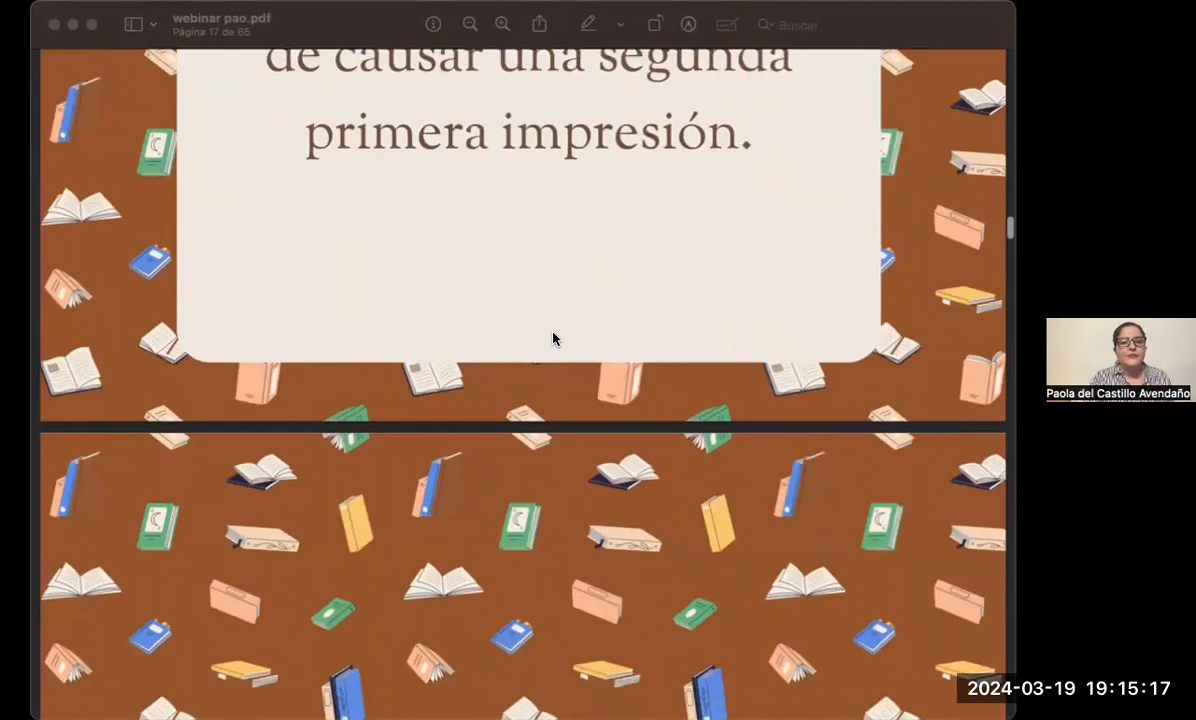 webinar pao.pdf
Página 17 de 65
Buscar
de causar una segunda
primera impresión.
Paola del Castillo Avendaño
2024-03-19 19:15:17